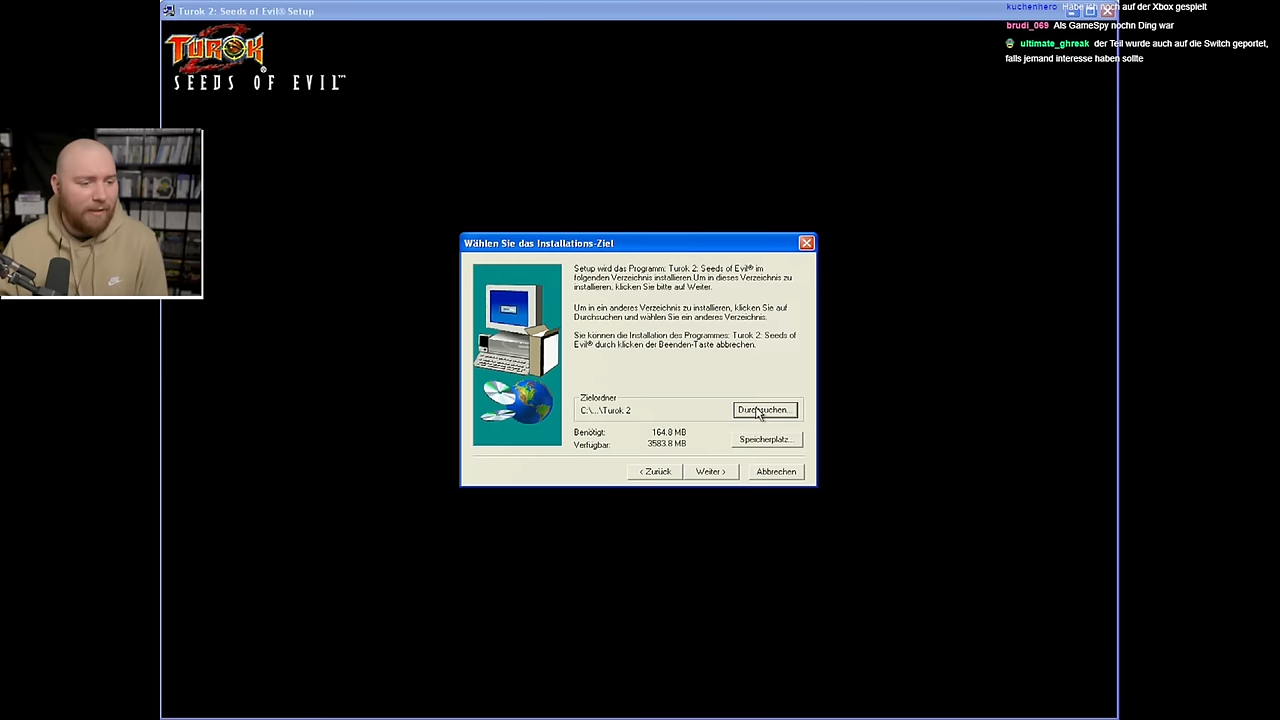 Turok 2: Seeds of Evil® Setup
TUROK
SEEDS OF EVIL™
kuchenhero Habe ich noch auf der Xbox gespielt
brudi_069 Als GameSpy nochn Ding war
ultimate_ghreak der Teil wurde auch auf die Switch geportet,
falls jemand interesse haben sollte
Wählen Sie das Installations-Ziel
Setup wird das Programm: Turok 2: Seeds of Evil® im
folgenden Verzeichnis installieren.Um in dieses Verzeichnis zu
installieren, klicken Sie bitte auf Weiter.
Um in ein anderes Verzeichnis zu installieren, klicken Sie auf
Durchsuchen und wählen Sie ein anderes Verzeichnis.
Sie können die Installation des Programmes: Turok 2: Seeds of
Evil® durch klicken der Beenden-Taste abbrechen.
Zielordner
C:\...\Turok 2
Durchsuchen...
Benötigt: 164.8 MB
Verfügbar: 3583.8 MB
Speicherplatz...
< Zurück
Weiter >
Abbrechen